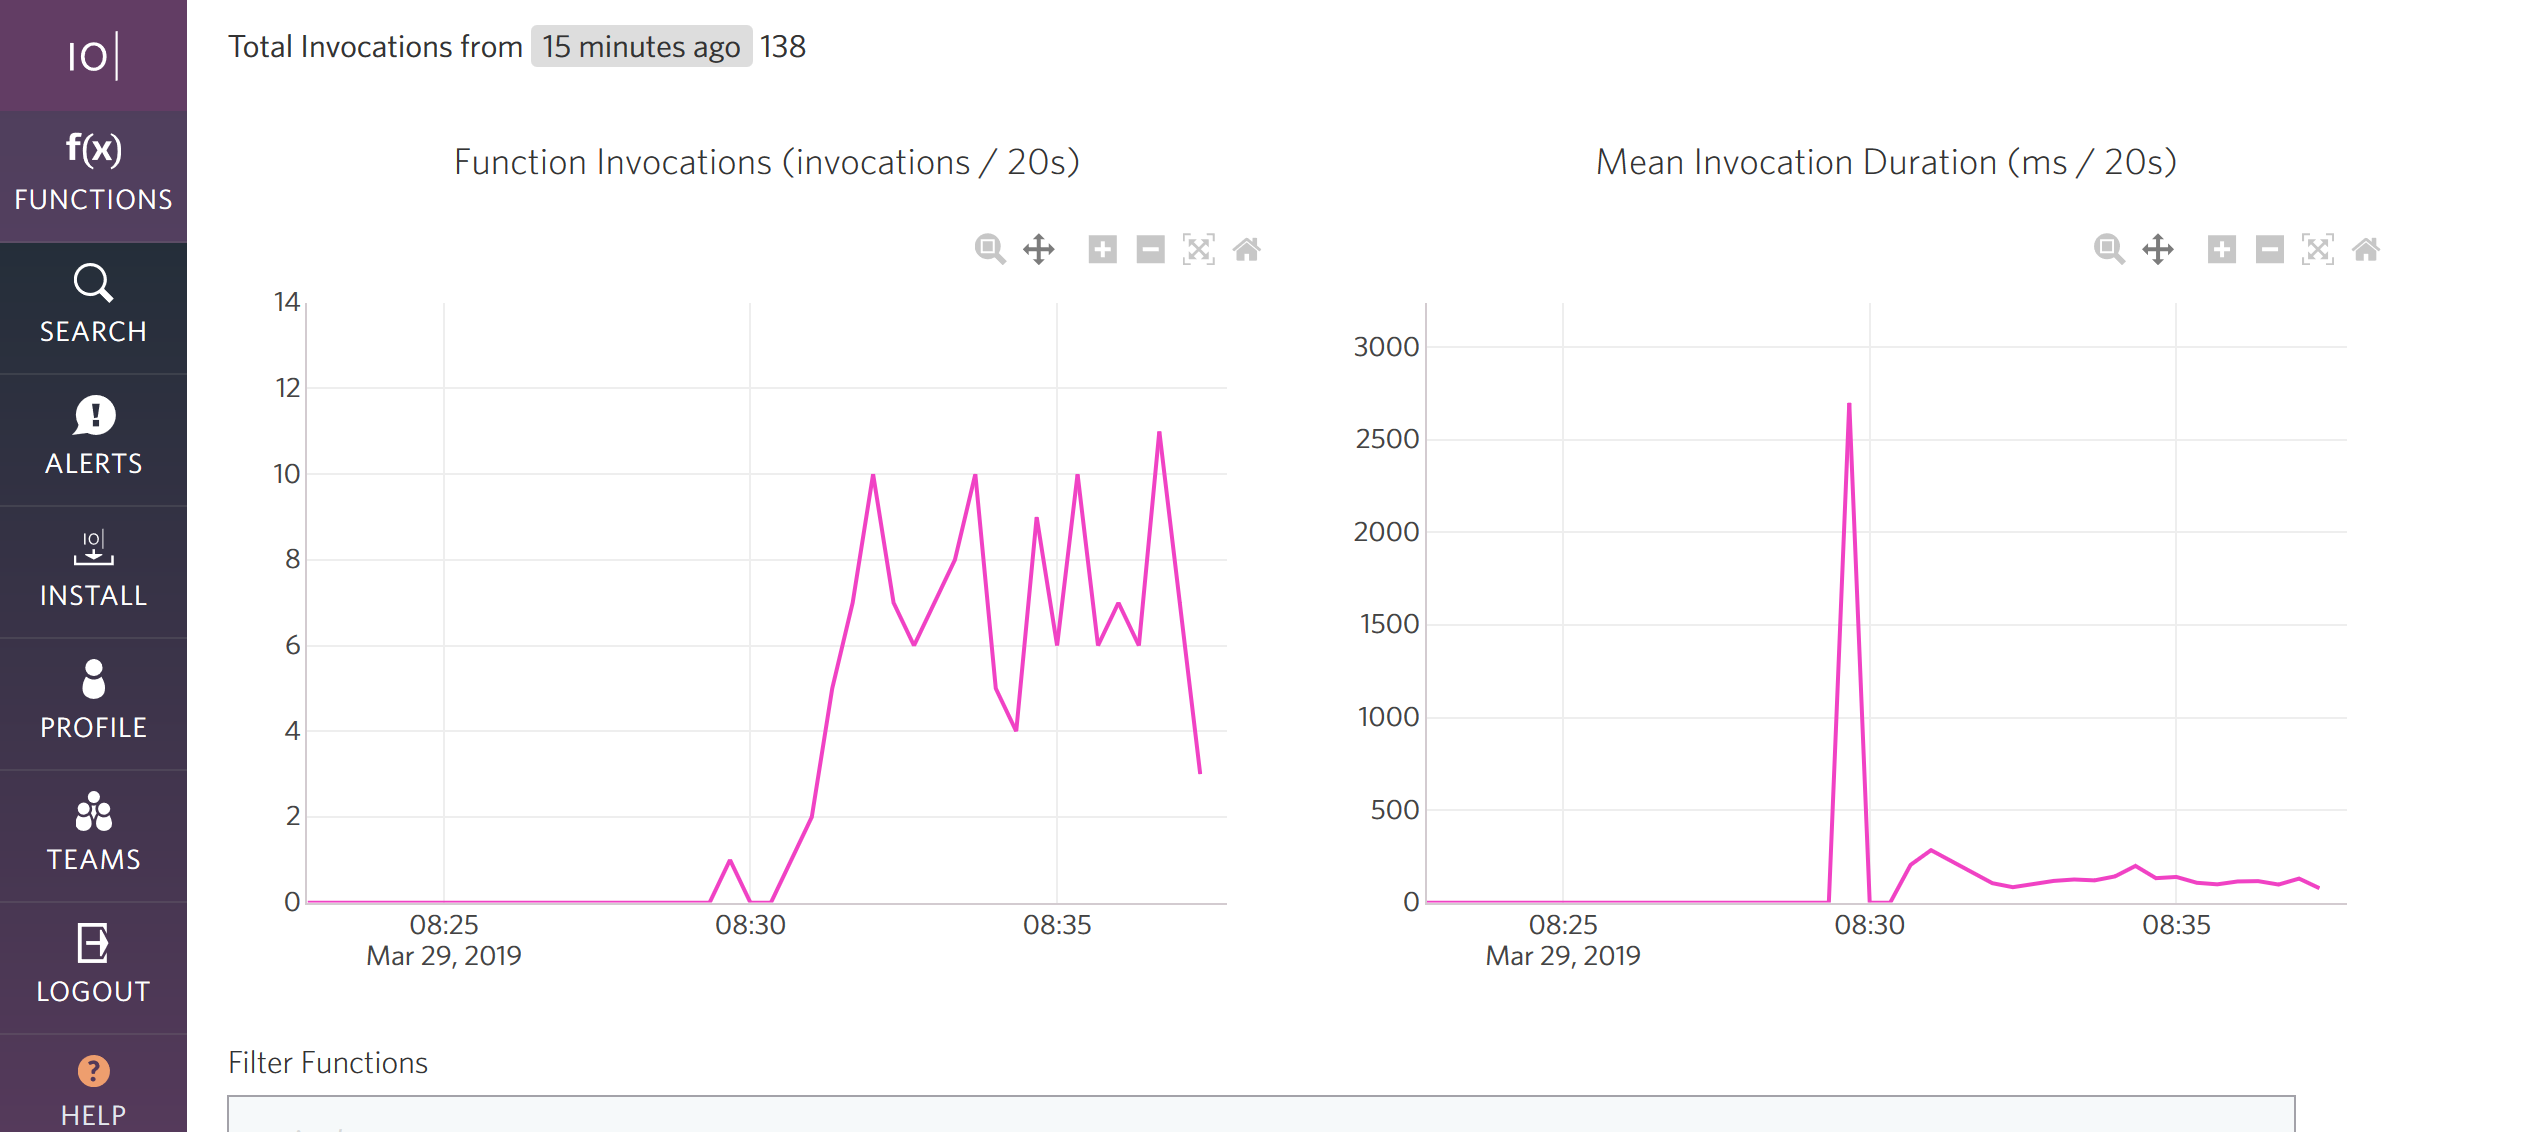 IO|
f(x)
FUNCTIONS
SEARCH
ALERTS
IO|
INSTALL
PROFILE
TEAMS
LOGOUT
?
HELP
Total Invocations from 15 minutes ago 138
Function Invocations (invocations / 20s)
14
12
10
8
6
4
2
0
08:25 08:30 08:35
Mar 29, 2019
Mean Invocation Duration (ms / 20s)
3000
2500
2000
1500
1000
500
0
08:25 08:30 08:35
Mar 29, 2019
Filter Functions